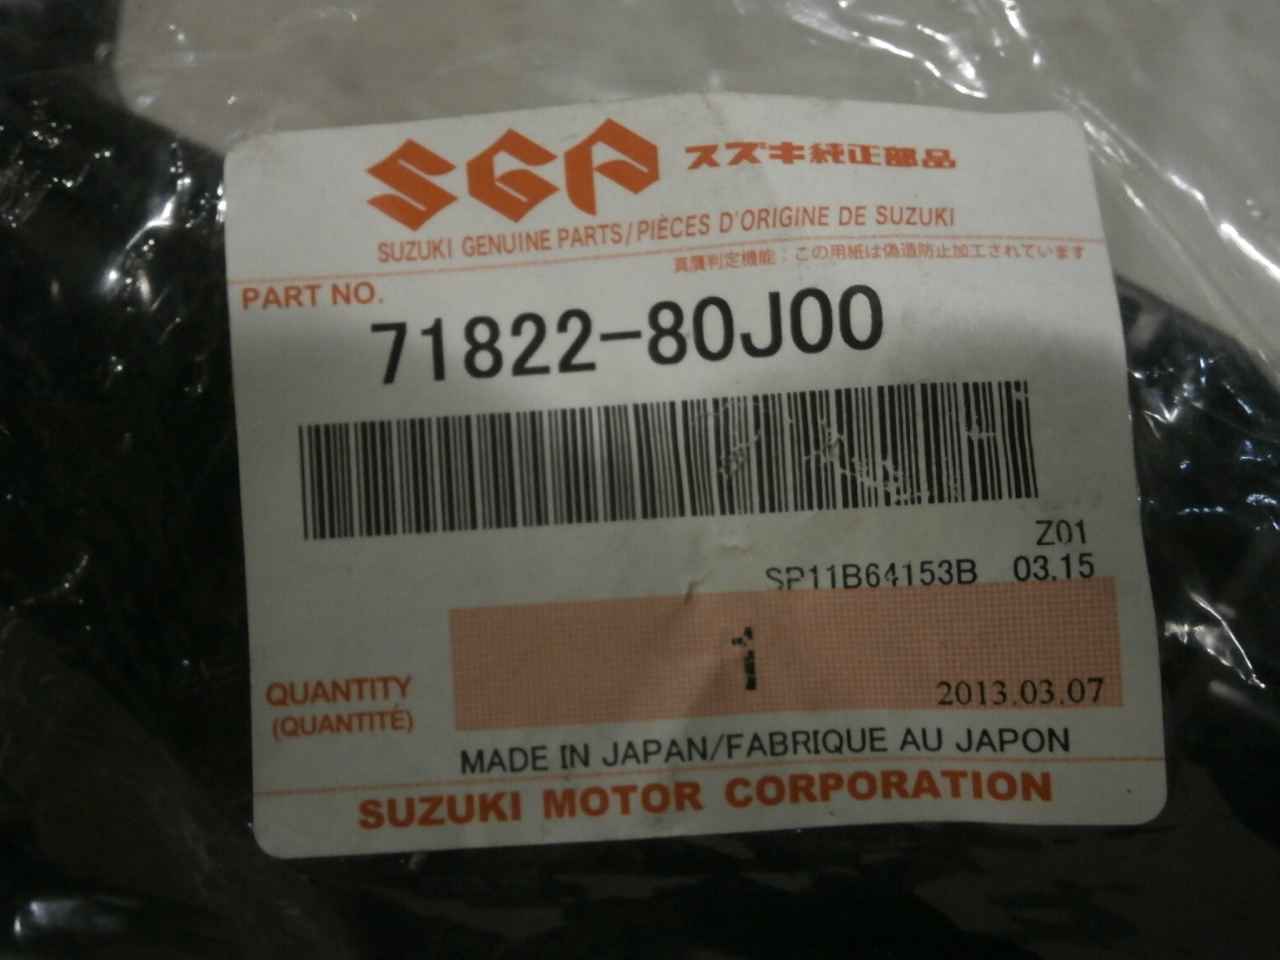 SGP スズキ純正部品
SUZUKI GENUINE PARTS/PIÈCES D'ORIGINE DE SUZUKI
真贋判定機能：この用紙は偽造防止加工されています
PART NO.
71822-80J00
Z01
SP11B64153B 03.15
1
QUANTITY
(QUANTITÉ)
2013.03.07
MADE IN JAPAN/FABRIQUE AU JAPON
SUZUKI MOTOR CORPORATION